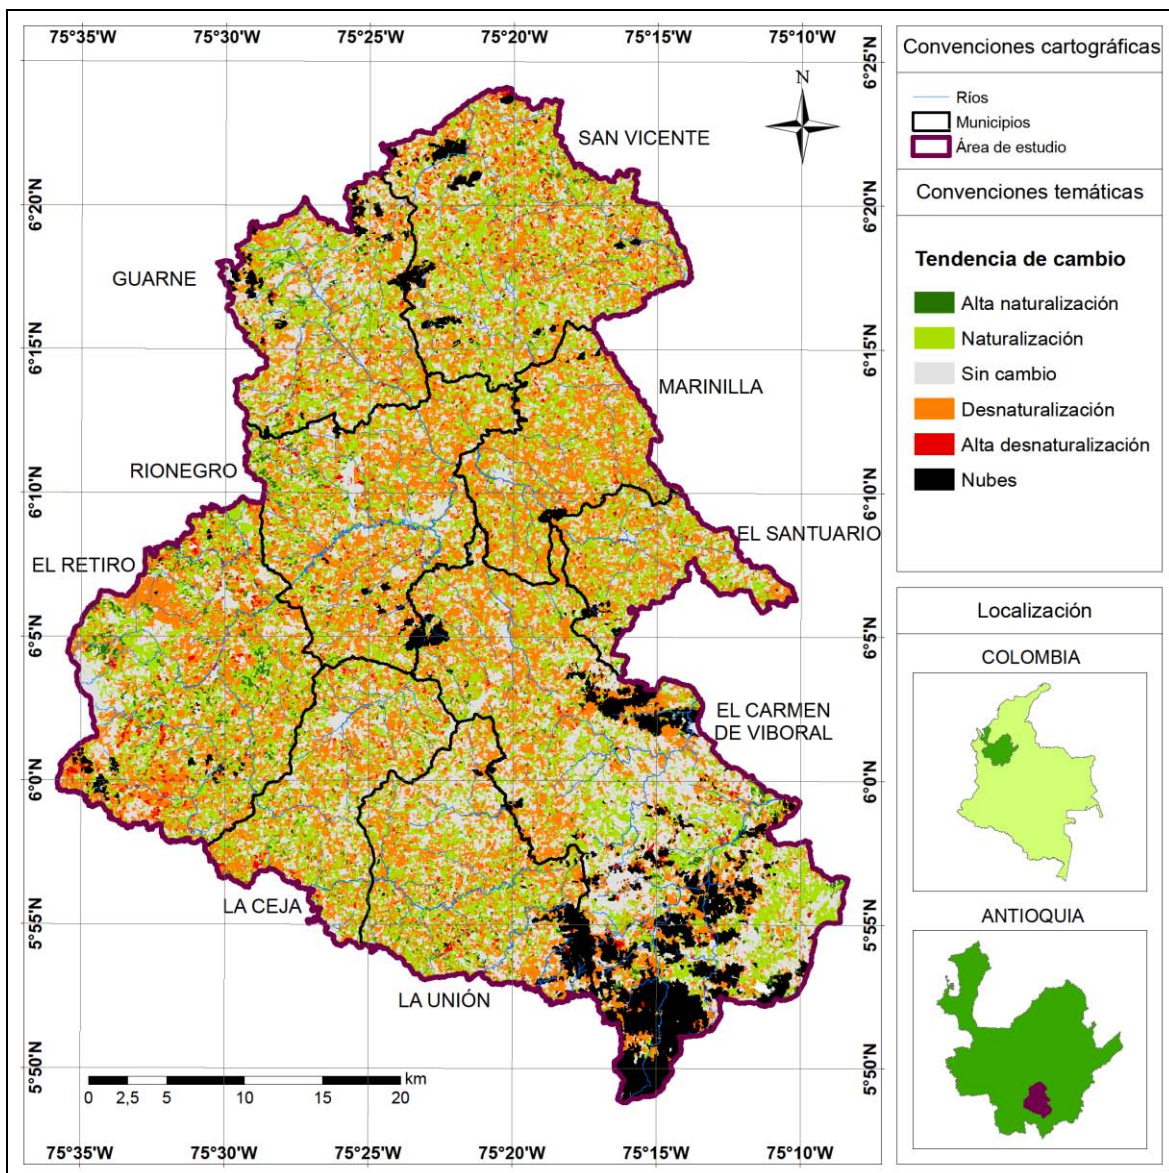 75°35'W 75°30'W 75°25'W 75°20'W 75°15'W 75°10'W
6°25'N
6°20'N
6°15'N
6°10'N
6°5'N
6°0'N
5°55'N
5°50'N
N
SAN VICENTE
GUARNE
MARINILLA
RIONEGRO
EL SANTUARIO
EL RETIRO
EL CARMEN
DE VIBORAL
LA CEJA
LA UNIÓN
km
0 2,5 5 10 15 20
6°25'N
6°20'N
6°15'N
6°10'N
6°5'N
6°0'N
5°55'N
5°50'N
75°35'W 75°30'W 75°25'W 75°20'W 75°15'W 75°10'W
Convenciones cartográficas
Ríos
Municipios
Área de estudio
Convenciones temáticas
Tendencia de cambio
Alta naturalización
Naturalización
Sin cambio
Desnaturalización
Alta desnaturalización
Nubes
Localización
COLOMBIA
ANTIOQUIA